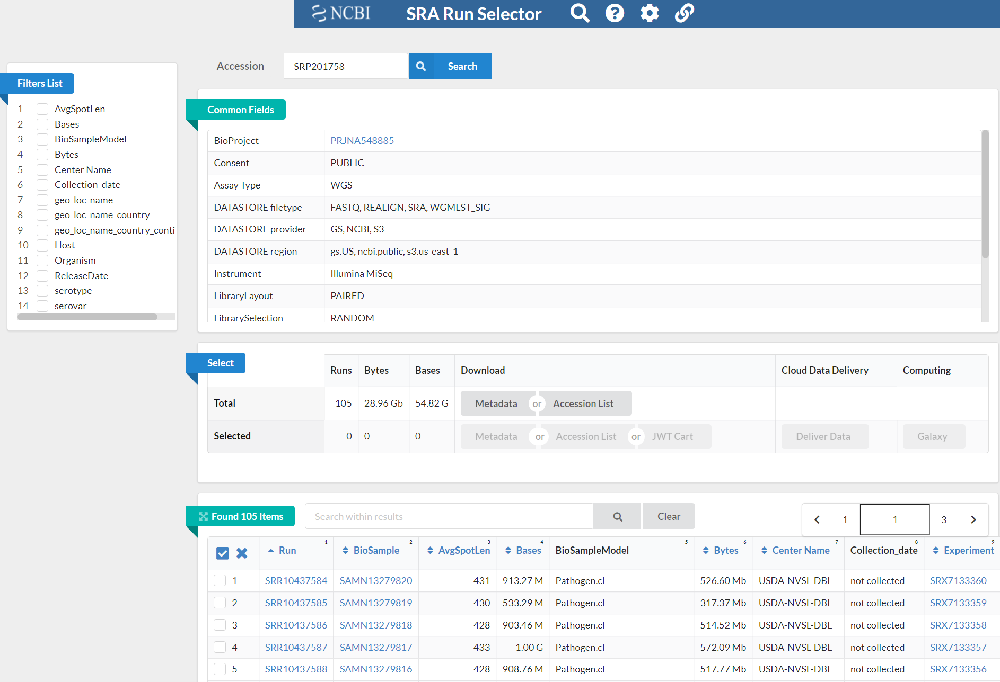 NCBI SRA Run Selector
Accession SRP201758 Search
Filters List
1 AvgSpotLen
2 Bases
3 BioSampleModel
4 Bytes
5 Center Name
6 Collection_date
7 geo_loc_name
8 geo_loc_name_country
9 geo_loc_name_country_conti
10 Host
11 Organism
12 ReleaseDate
13 serotype
14 serovar
Common Fields
BioProject PRJNA548885
Consent PUBLIC
Assay Type WGS
DATASTORE filetype FASTQ, REALIGN, SRA, WGMLST_SIG
DATASTORE provider GS, NCBI, S3
DATASTORE region gs.US, ncbi.public, s3.us-east-1
Instrument Illumina MiSeq
LibraryLayout PAIRED
LibrarySelection RANDOM
Select
Runs Bytes Bases Download Cloud Data Delivery Computing
Total 105 28.96 Gb 54.82 G Metadata or Accession List
Selected 0 0 0 Metadata or Accession List or JWT Cart Deliver Data Galaxy
Found 105 Items Search within results Clear 1 1 3
Run 1 BioSample 2 AvgSpotLen 3 Bases 4 BioSampleModel 5 Bytes 6 Center Name 7 Collection_date 8 Experiment 9
1 SRR10437584 SAMN13279820 431 913.27 M Pathogen.cl 526.60 Mb USDA-NVSL-DBL not collected SRX7133360
2 SRR10437585 SAMN13279819 430 533.29 M Pathogen.cl 317.37 Mb USDA-NVSL-DBL not collected SRX7133359
3 SRR10437586 SAMN13279818 428 903.46 M Pathogen.cl 514.52 Mb USDA-NVSL-DBL not collected SRX7133358
4 SRR10437587 SAMN13279817 433 1.00 G Pathogen.cl 572.09 Mb USDA-NVSL-DBL not collected SRX7133357
5 SRR10437588 SAMN13279816 428 908.76 M Pathogen.cl 517.77 Mb USDA-NVSL-DBL not collected SRX7133356